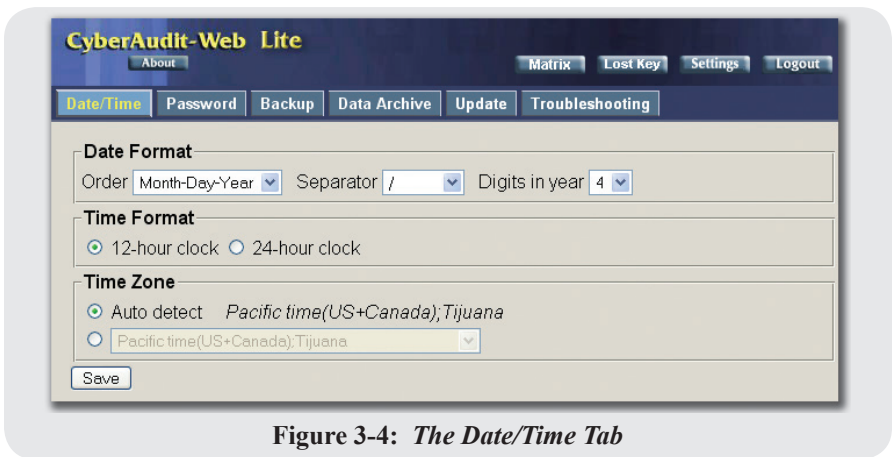 CyberAudit-Web Lite
About
Matrix Lost Key Settings Logout
Date/Time Password Backup Data Archive Update Troubleshooting
Date Format
Order Month-Day-Year Separator / Digits in year 4
Time Format
12-hour clock 24-hour clock
Time Zone
Auto detect Pacific time(US+Canada);Tijuana
Pacific time(US+Canada);Tijuana
Save
Figure 3-4: The Date/Time Tab